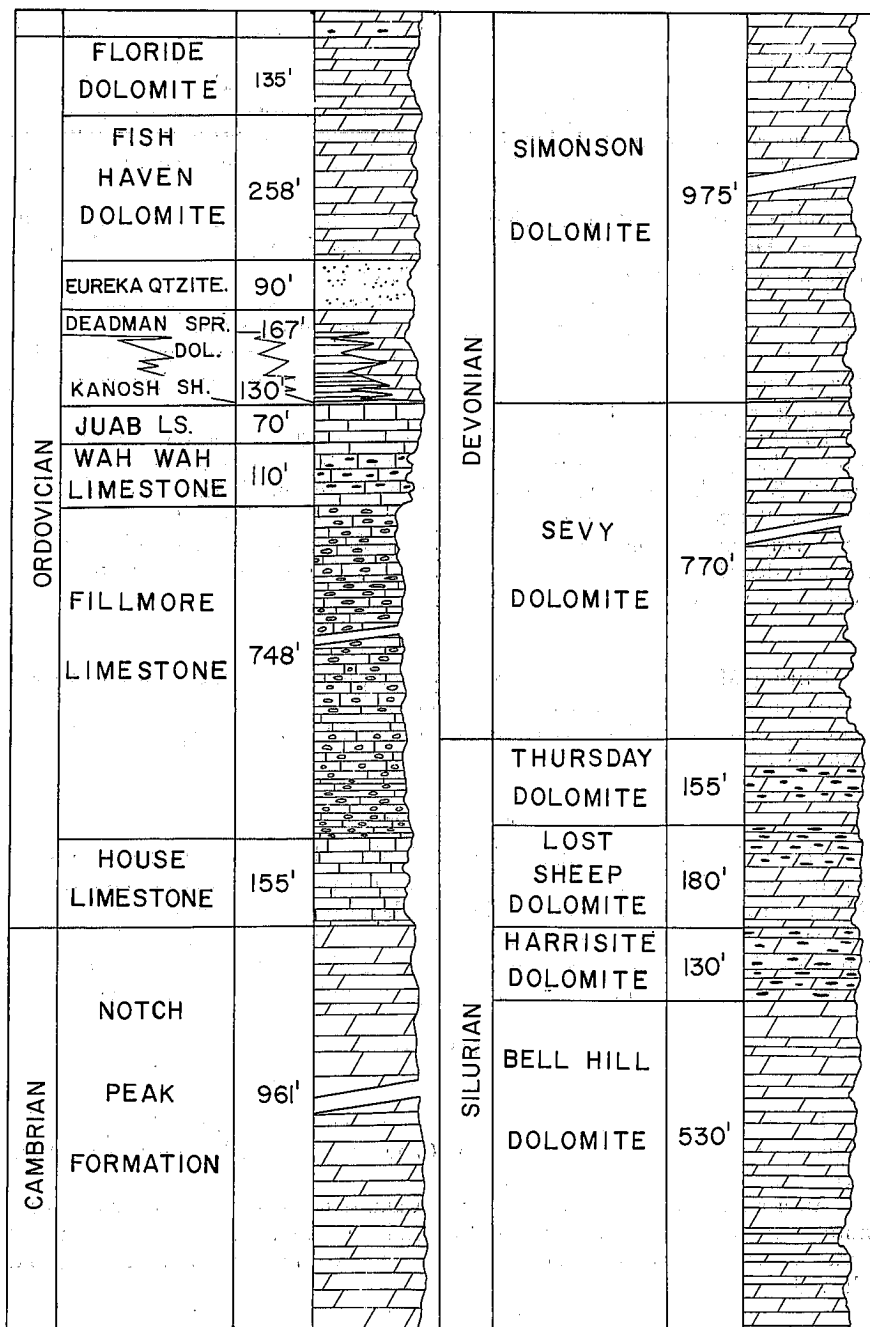 ORDOVICIAN
FLORIDE
DOLOMITE
135'
FISH
HAVEN
DOLOMITE
258'
EUREKA QTZITE.
90'
DEADMAN SPR.
167'
DOL.
KANOSH SH.
130'
JUAB LS.
70'
WAH WAH
LIMESTONE
110'
FILLMORE
LIMESTONE
748'
HOUSE
LIMESTONE
155'
CAMBRIAN
NOTCH
PEAK
FORMATION
961'
DEVONIAN
SIMONSON
DOLOMITE
975'
SEVY
DOLOMITE
770'
SILURIAN
THURSDAY
DOLOMITE
155'
LOST
SHEEP
DOLOMITE
180'
HARRISITE
DOLOMITE
130'
BELL HILL
DOLOMITE
530'